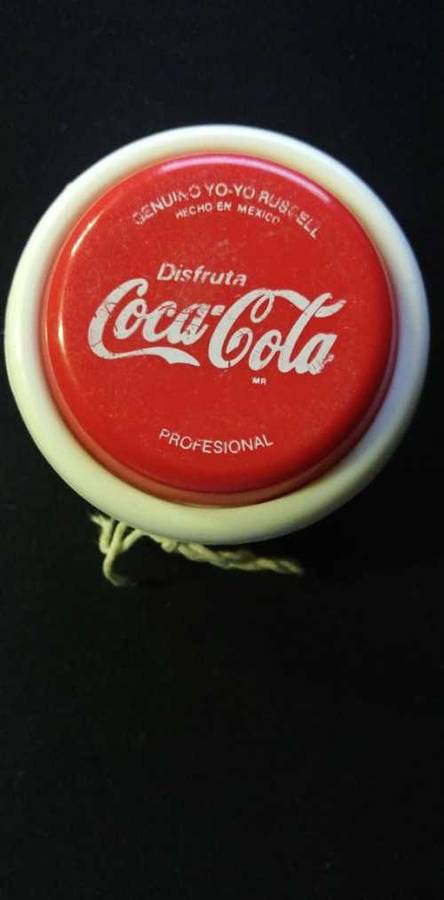 GENUINO YO-YO RUSSELL
HECHO EN MEXICO
Disfruta
Coca-Cola
MR
PROFESIONAL